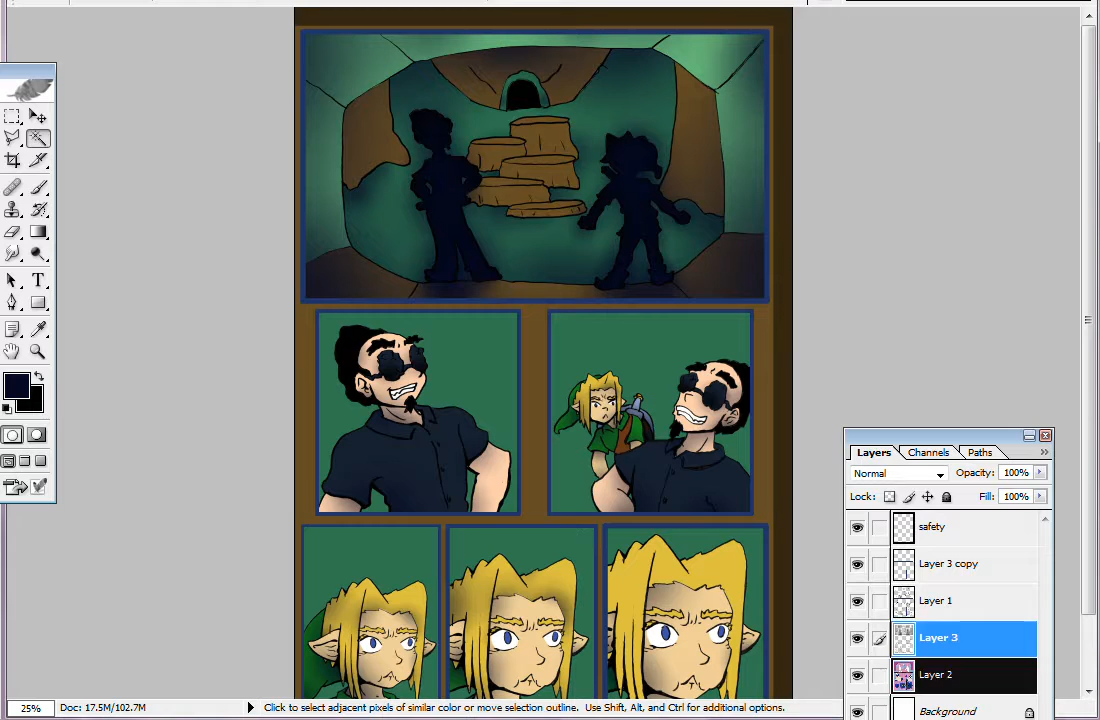 Layers Channels Paths
Normal Opacity: 100%
Lock: Fill: 100%
safety
Layer 3 copy
Layer 1
Layer 3
Layer 2
Background
25% Doc: 17.5M/102.7M Click to select adjacent pixels of similar color or move selection outline. Use Shift, Alt, and Ctrl for additional options.